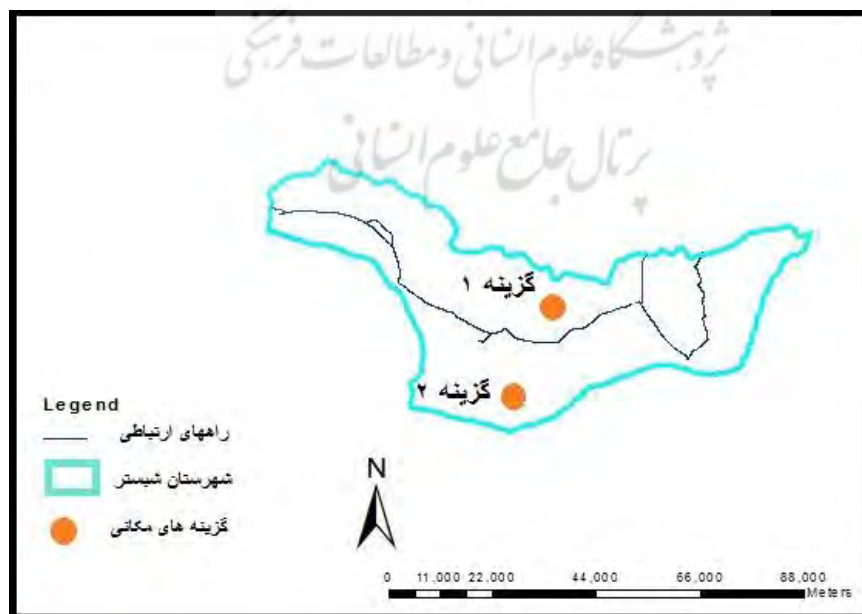 پژوهشگاه علوم انسانی و مطالعات فرهنگی
پرتال جامع علوم انسانی
گزینه ۱
گزینه ۲
Legend
راههای ارتباطی
شهرستان شبستر
گزینه های مکانی
N
0 11,000 22,000 44,000 66,000 88,000
Meters